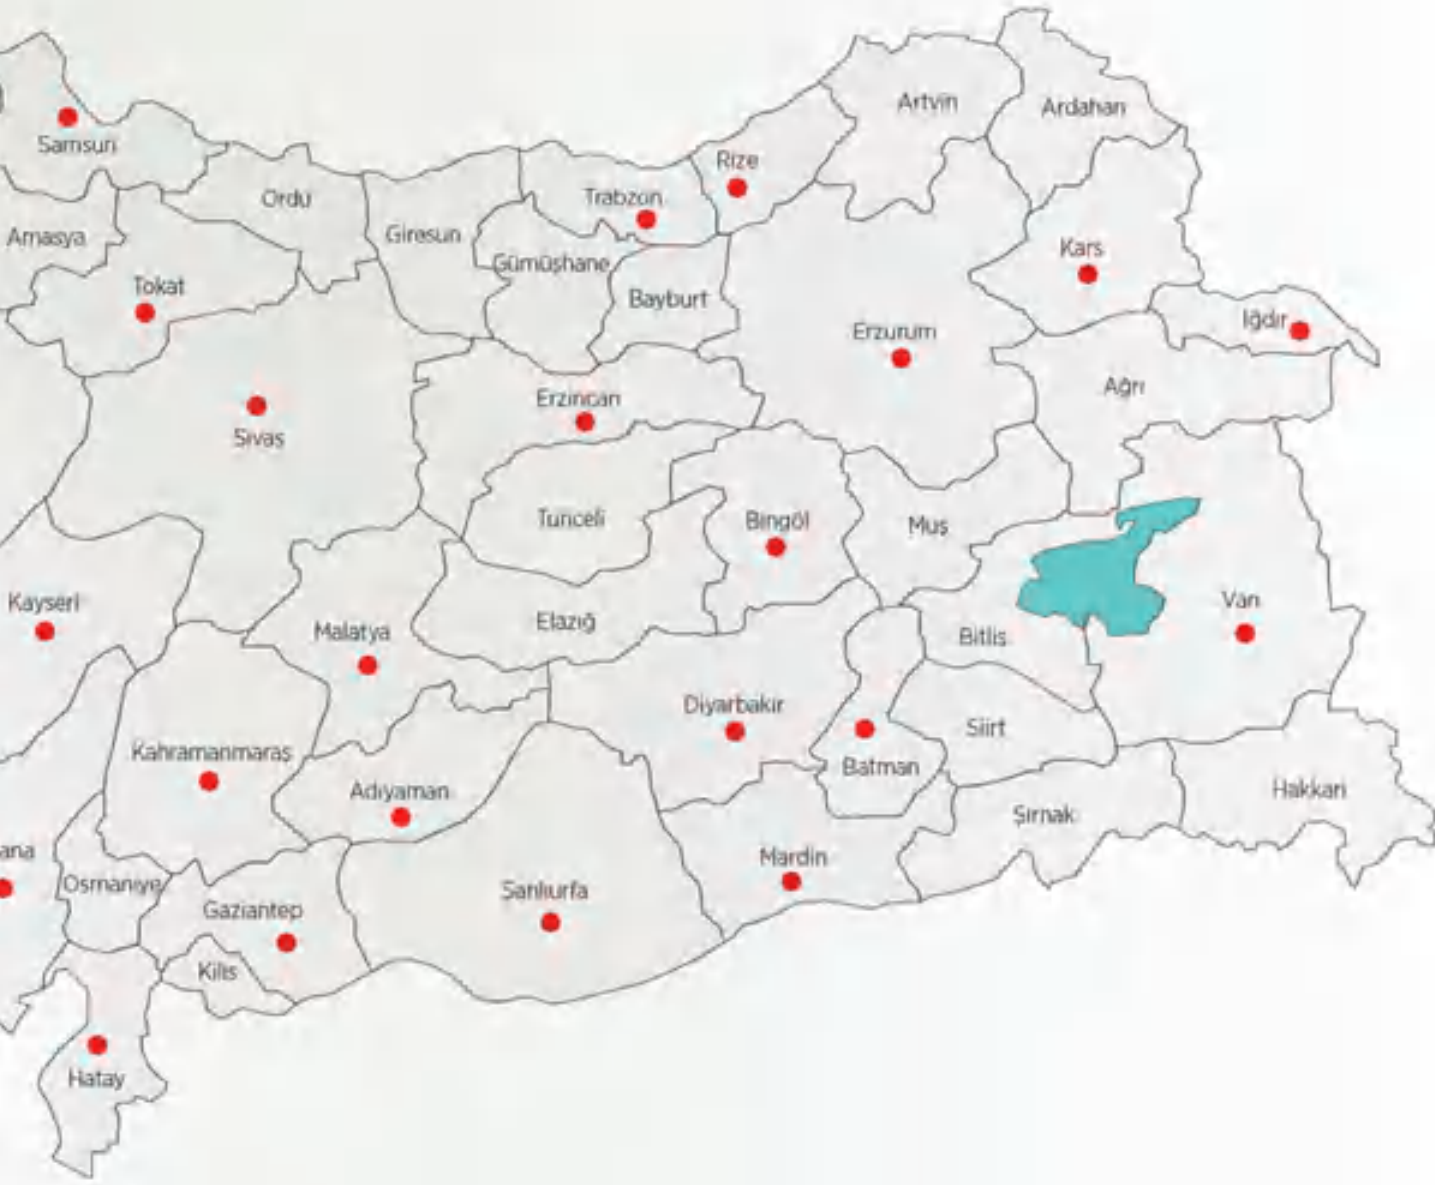 Artvin
Ardahan
Samsun
Rize
Ordu
Trabzon
Giresun
Amasya
Gümüşhane
Kars
Tokat
Bayburt
Iğdır
Erzurum
Ağrı
Erzincan
Sivas
Tunceli
Bingöl
Muş
Kayseri
Van
Elazığ
Malatya
Bitlis
Diyarbakır
Siirt
Kahramanmaraş
Batman
Adıyaman
Hakkari
Şırnak
ana
Mardin
Osmaniye
Şanlıurfa
Gaziantep
Kilis
Hatay